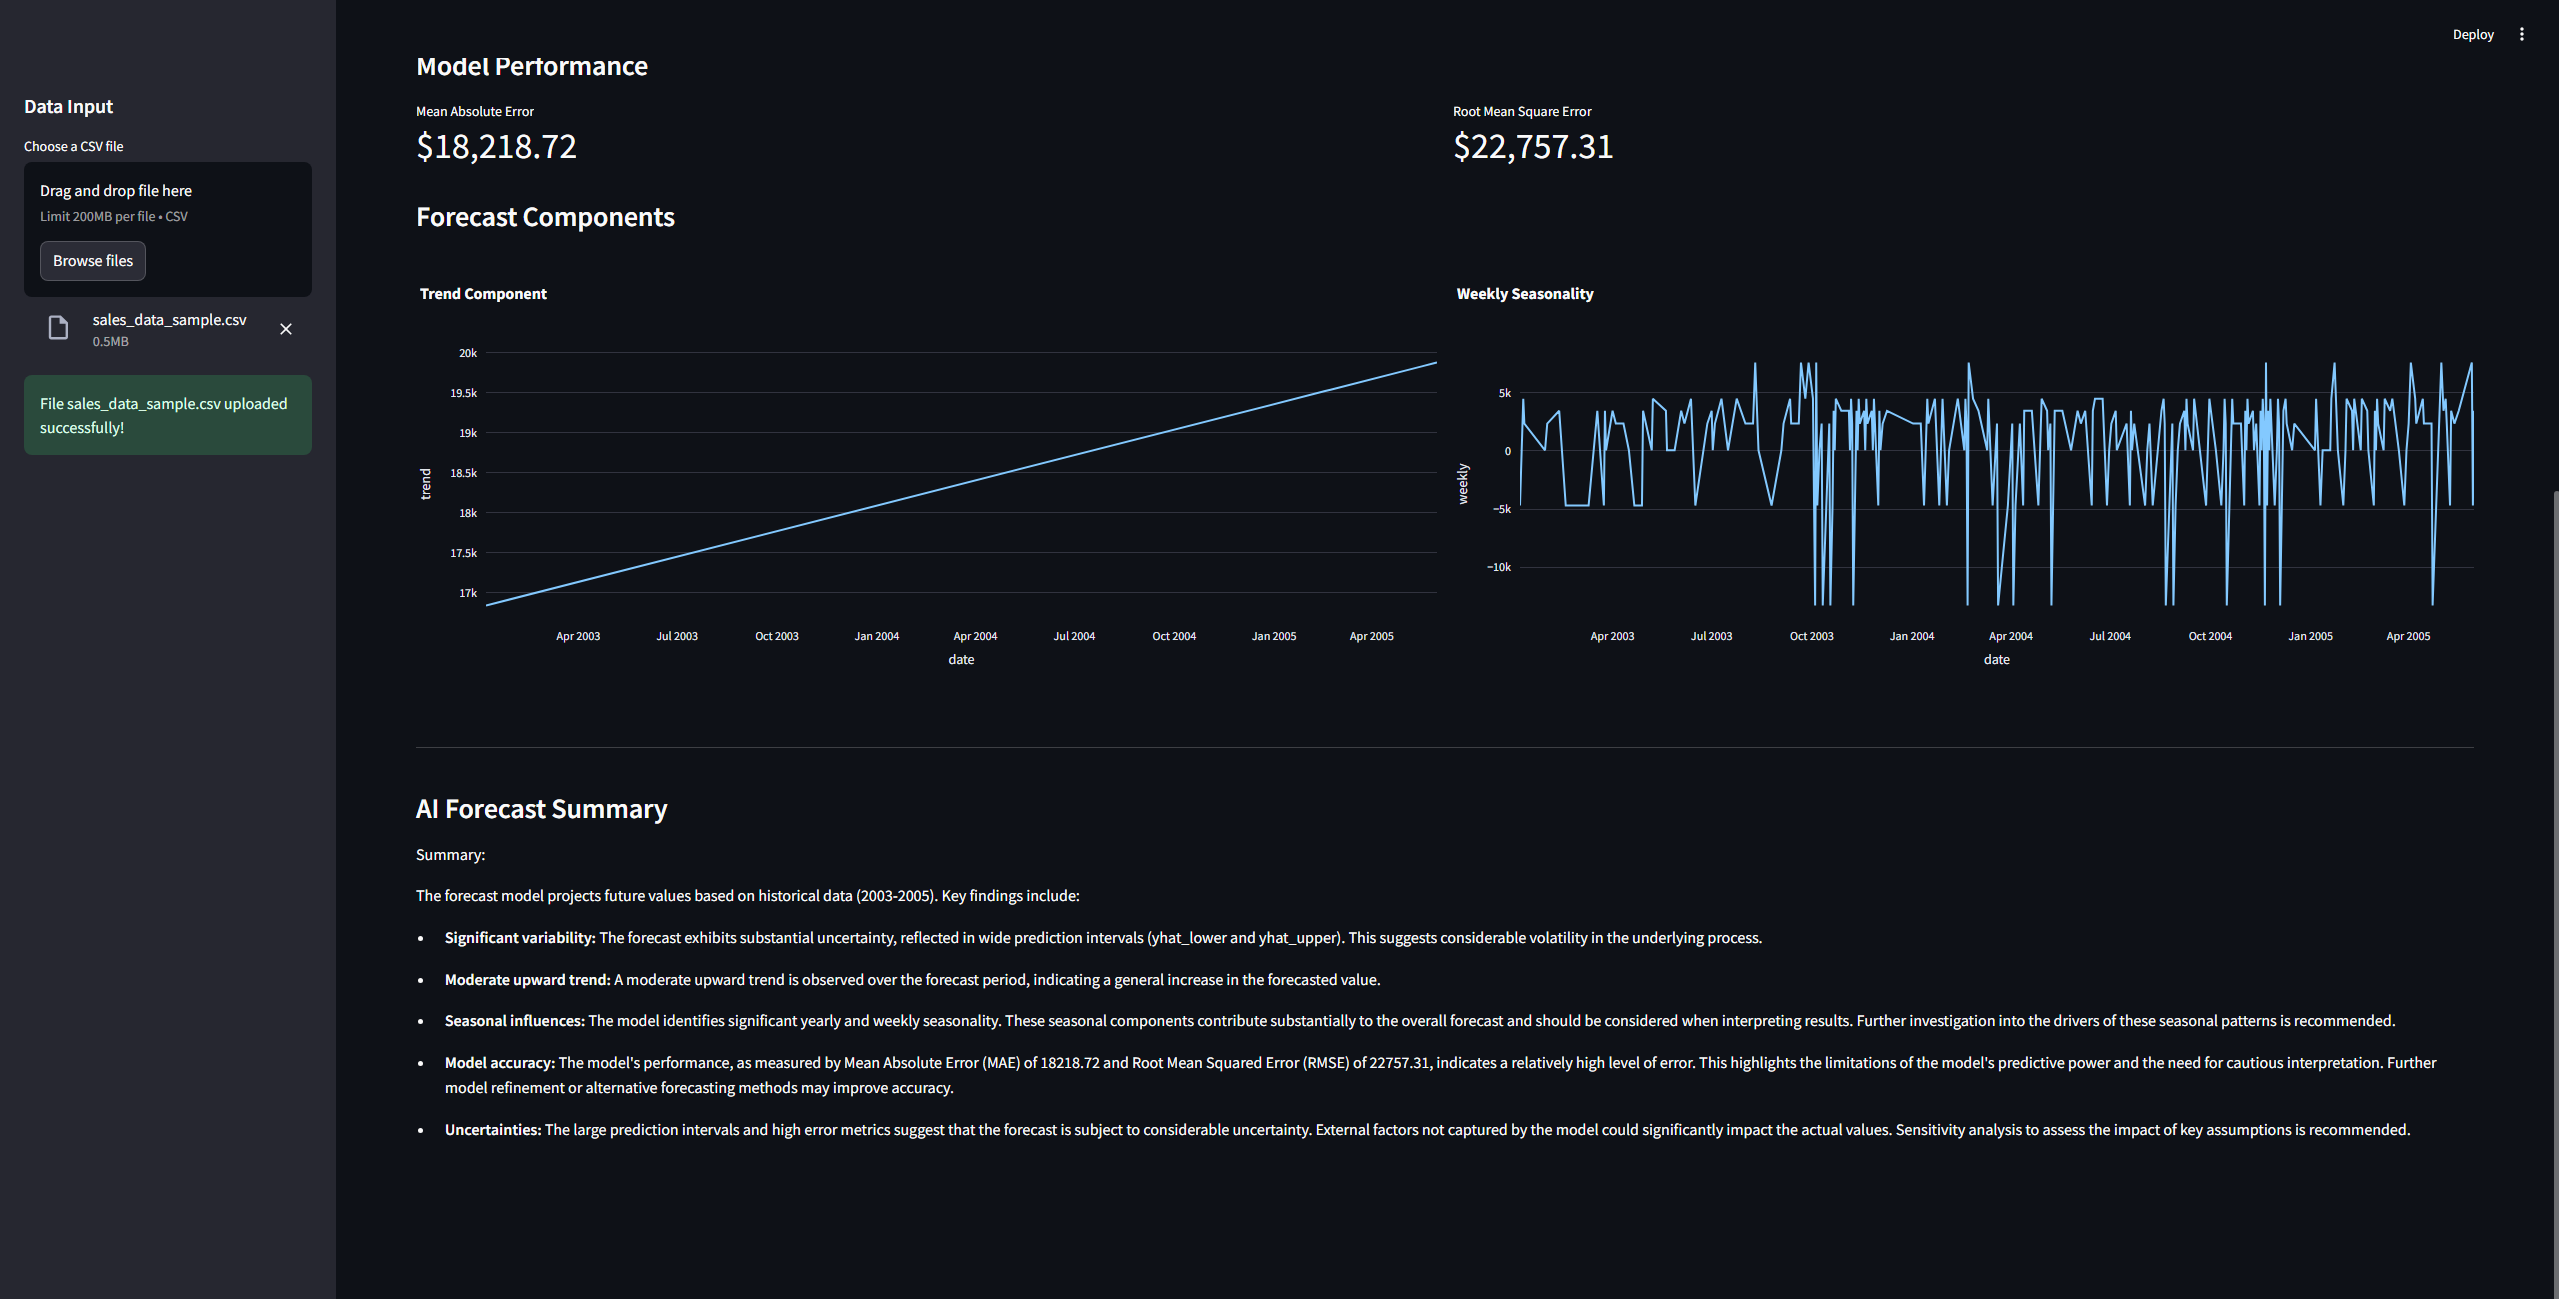 Deploy
Data Input
Choose a CSV file
Drag and drop file here
Limit 200MB per file • CSV
Browse files
sales_data_sample.csv
0.5MB
File sales_data_sample.csv uploaded
successfully!
Model Performance
Mean Absolute Error
$18,218.72
Root Mean Square Error
$22,757.31
Forecast Components
Trend Component
20k
19.5k
19k
18.5k
18k
17.5k
17k
trend
Apr 2003 Jul 2003 Oct 2003 Jan 2004 Apr 2004 Jul 2004 Oct 2004 Jan 2005 Apr 2005
date
Weekly Seasonality
5k
0
−5k
−10k
weekly
Apr 2003 Jul 2003 Oct 2003 Jan 2004 Apr 2004 Jul 2004 Oct 2004 Jan 2005 Apr 2005
date
AI Forecast Summary
Summary:
The forecast model projects future values based on historical data (2003-2005). Key findings include:
• Significant variability: The forecast exhibits substantial uncertainty, reflected in wide prediction intervals (yhat_lower and yhat_upper). This suggests considerable volatility in the underlying process.
• Moderate upward trend: A moderate upward trend is observed over the forecast period, indicating a general increase in the forecasted value.
• Seasonal influences: The model identifies significant yearly and weekly seasonality. These seasonal components contribute substantially to the overall forecast and should be considered when interpreting results. Further investigation into the drivers of these seasonal patterns is recommended.
• Model accuracy: The model's performance, as measured by Mean Absolute Error (MAE) of 18218.72 and Root Mean Squared Error (RMSE) of 22757.31, indicates a relatively high level of error. This highlights the limitations of the model's predictive power and the need for cautious interpretation. Further
model refinement or alternative forecasting methods may improve accuracy.
• Uncertainties: The large prediction intervals and high error metrics suggest that the forecast is subject to considerable uncertainty. External factors not captured by the model could significantly impact the actual values. Sensitivity analysis to assess the impact of key assumptions is recommended.